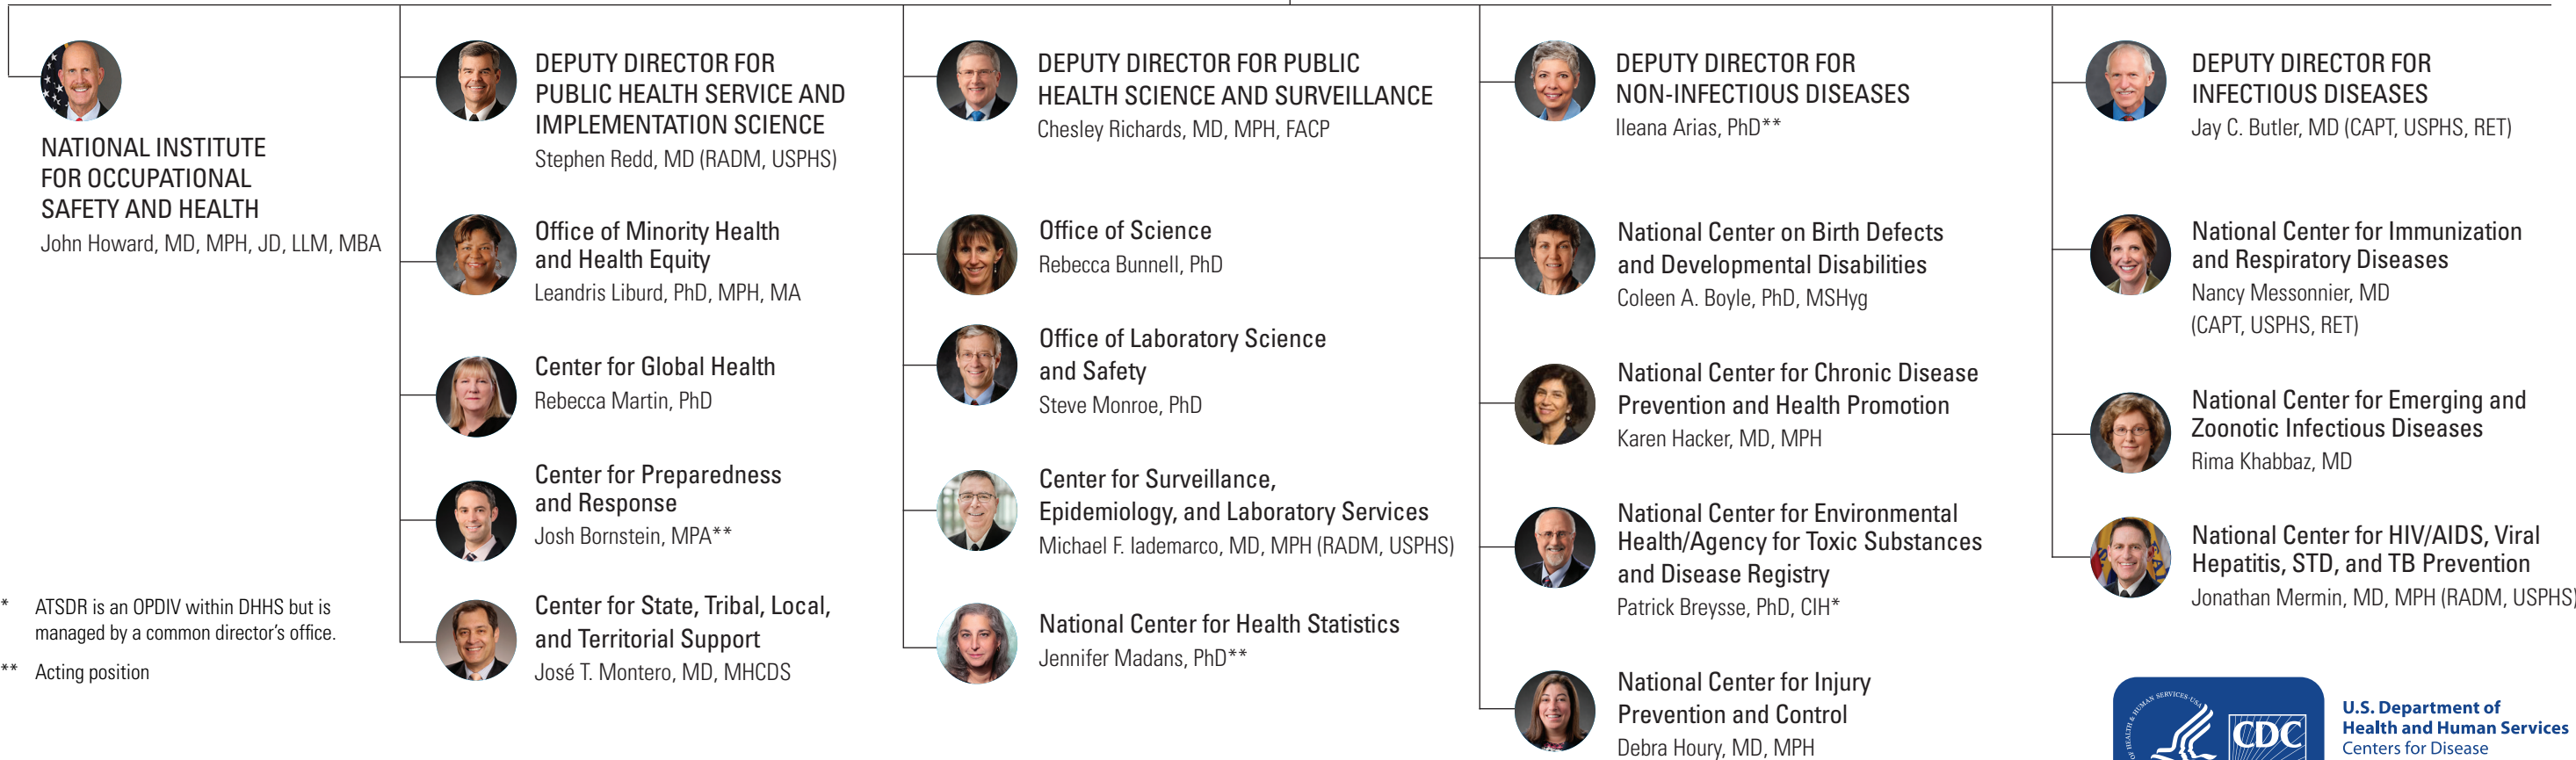 NATIONAL INSTITUTE
FOR OCCUPATIONAL
SAFETY AND HEALTH
John Howard, MD, MPH, JD, LLM, MBA
* ATSDR is an OPDIV within DHHS but is
managed by a common director’s office.
** Acting position
DEPUTY DIRECTOR FOR
PUBLIC HEALTH SERVICE AND
IMPLEMENTATION SCIENCE
Stephen Redd, MD (RADM, USPHS)
Office of Minority Health
and Health Equity
Leandris Liburd, PhD, MPH, MA
Center for Global Health
Rebecca Martin, PhD
Center for Preparedness
and Response
Josh Bornstein, MPA**
Center for State, Tribal, Local,
and Territorial Support
José T. Montero, MD, MHCDS
DEPUTY DIRECTOR FOR PUBLIC
HEALTH SCIENCE AND SURVEILLANCE
Chesley Richards, MD, MPH, FACP
Office of Science
Rebecca Bunnell, PhD
Office of Laboratory Science
and Safety
Steve Monroe, PhD
Center for Surveillance,
Epidemiology, and Laboratory Services
Michael F. Iademarco, MD, MPH (RADM, USPHS)
National Center for Health Statistics
Jennifer Madans, PhD**
DEPUTY DIRECTOR FOR
NON-INFECTIOUS DISEASES
Ileana Arias, PhD**
National Center on Birth Defects
and Developmental Disabilities
Coleen A. Boyle, PhD, MSHyg
National Center for Chronic Disease
Prevention and Health Promotion
Karen Hacker, MD, MPH
National Center for Environmental
Health/Agency for Toxic Substances
and Disease Registry
Patrick Breysse, PhD, CIH*
National Center for Injury
Prevention and Control
Debra Houry, MD, MPH
DEPUTY DIRECTOR FOR
INFECTIOUS DISEASES
Jay C. Butler, MD (CAPT, USPHS, RET)
National Center for Immunization
and Respiratory Diseases
Nancy Messonnier, MD
(CAPT, USPHS, RET)
National Center for Emerging and
Zoonotic Infectious Diseases
Rima Khabbaz, MD
National Center for HIV/AIDS, Viral
Hepatitis, STD, and TB Prevention
Jonathan Mermin, MD, MPH (RADM, USPHS)
OF HEALTH & HUMAN SERVICES·USA
CDC
U.S. Department of
Health and Human Services
Centers for Disease